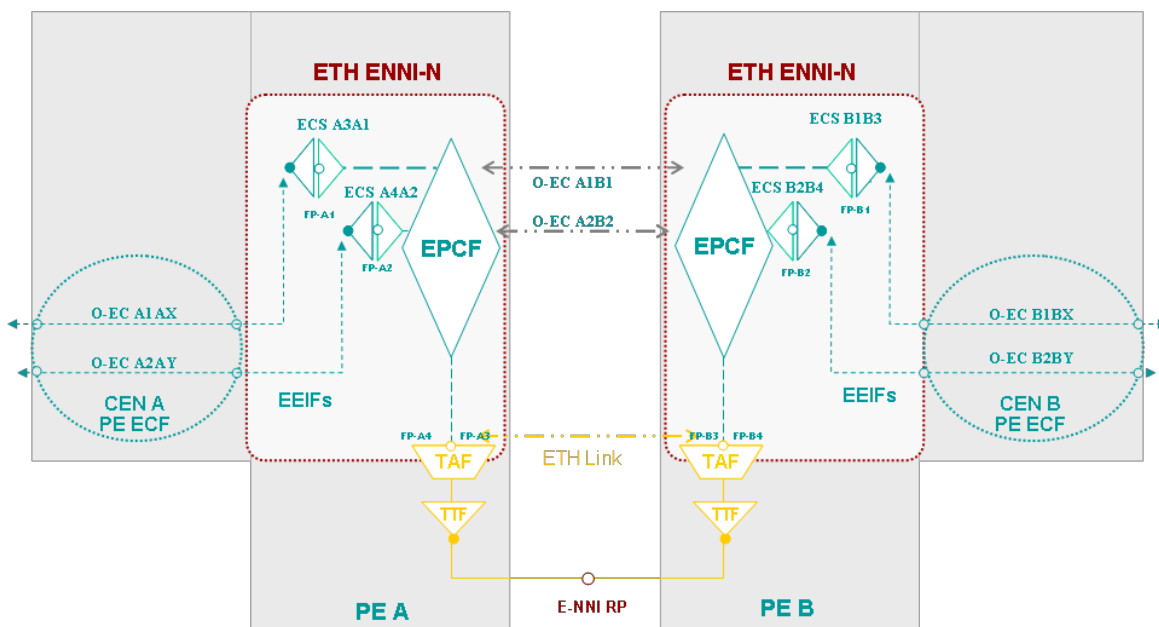 ETH ENNI-N
ETH ENNI-N
ECS A3A1
ECS B1B3
O-EC A1B1
ECS A4A2
ECS B2B4
FP-A1
FP-B1
O-EC A2B2
EPCF
EPCF
FP-A2
FP-B2
O-EC A1AX
O-EC B1BX
O-EC A2AY
O-EC B2BY
EEIFs
EEIFs
CEN A
PE ECF
CEN B
PE ECF
FP-A4
FP-A3
FP-B3
FP-B4
ETH Link
TAF
TAF
TTF
TTF
E-NNI RP
PE A
PE B